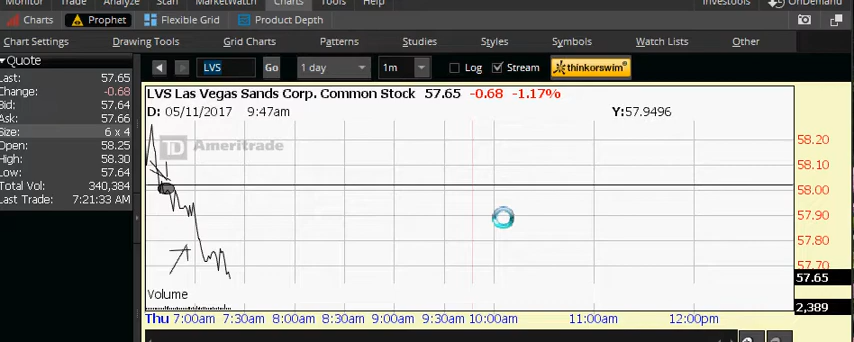 Monitor Trade Analyze Scan MarketWatch Charts Tools Help Investools OnDemand
Charts Prophet Flexible Grid Product Depth
Chart Settings Drawing Tools Grid Charts Patterns Studies Styles Symbols Watch Lists Other
Quote
Last: 57.65
Change: -0.68
Bid: 57.64
Ask: 57.66
Size: 6 x 4
Open: 58.25
High: 58.30
Low: 57.64
Total Vol: 340,384
Last Trade: 7:21:33 AM
LVS Go 1 day 1m Log Stream thinkorswim
LVS Las Vegas Sands Corp. Common Stock 57.65 -0.68 -1.17%
D: 05/11/2017 9:47am Y:57.9496
TD Ameritrade
58.20
58.10
58.00
57.90
57.80
57.70
57.65
Volume
2,389
Thu 7:00am 7:30am 8:00am 8:30am 9:00am 9:30am 10:00am 11:00am 12:00pm